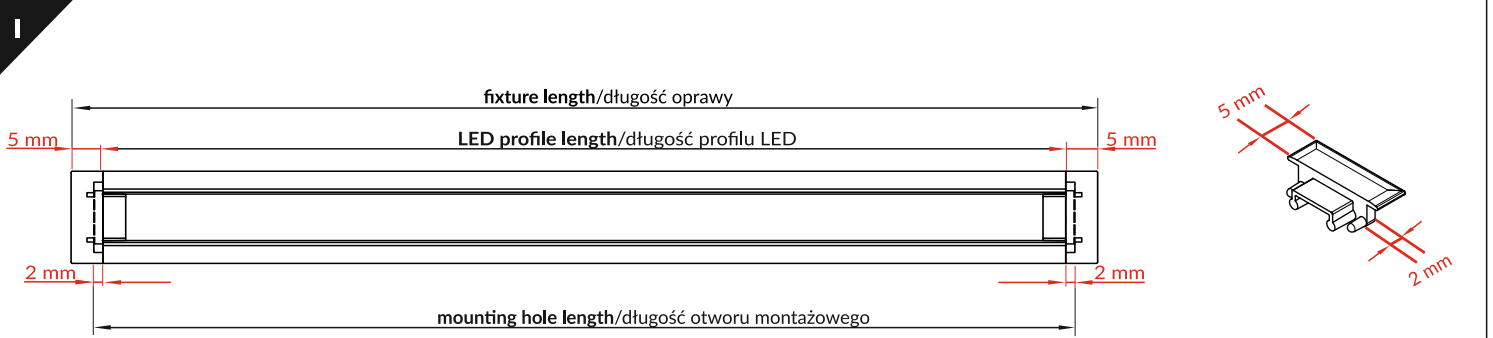 I
fixture length/długość oprawy
5 mm
LED profile length/długość profilu LED
5 mm
5 mm
2 mm
2 mm
2 mm
mounting hole length/długość otworu montażowego